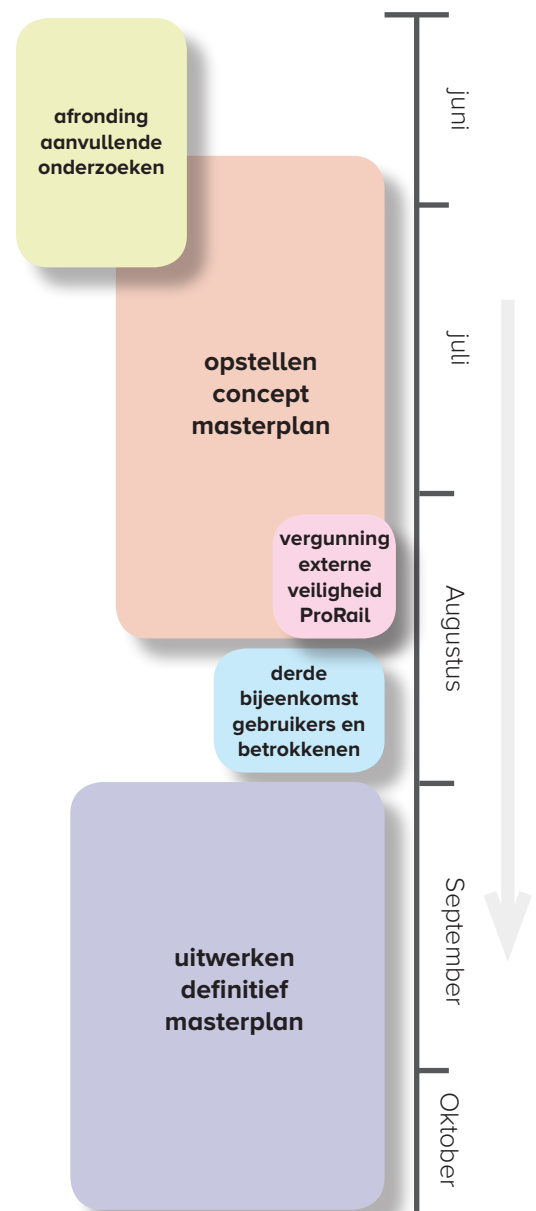 afronding
aanvullende
onderzoeken
juni
opstellen
concept
masterplan
juli
vergunning
externe
veiligheid
ProRail
Augustus
derde
bijeenkomst
gebruikers en
betrokkenen
uitwerken
definitief
masterplan
September
Oktober